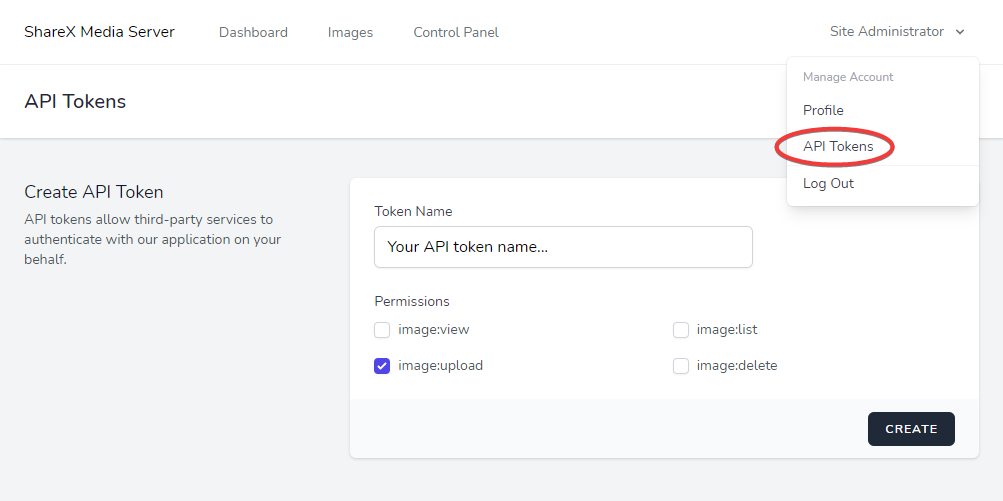 ShareX Media Server
Dashboard
Images
Control Panel
Site Administrator
Manage Account
Profile
API Tokens
Log Out
API Tokens
Create API Token
API tokens allow third-party services to
authenticate with our application on your
behalf.
Token Name
Your API token name...
Permissions
image:view
image:list
image:upload
image:delete
CREATE